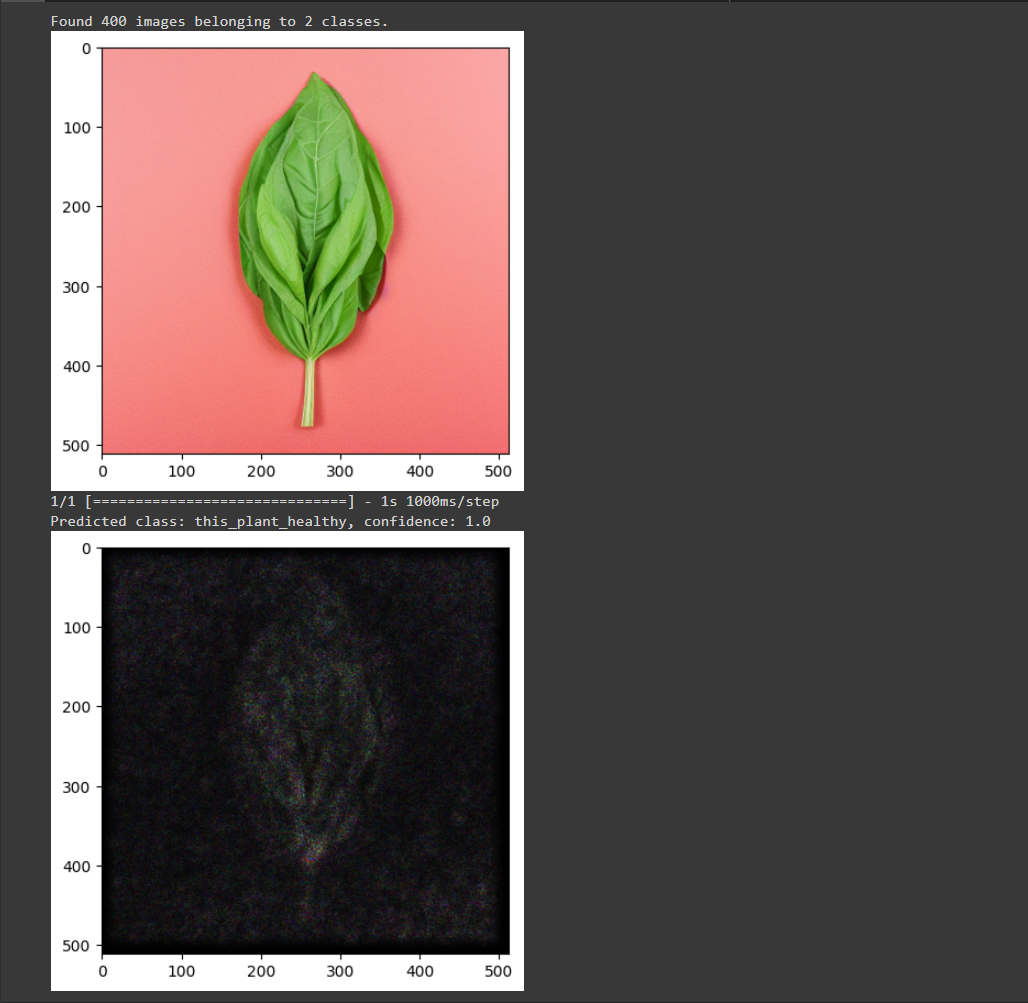 Found 400 images belonging to 2 classes.
0
100
200
300
400
500
0 100 200 300 400 500
1/1 [==============================] - 1s 1000ms/step
Predicted class: this_plant_healthy, confidence: 1.0
0
100
200
300
400
500
0 100 200 300 400 500